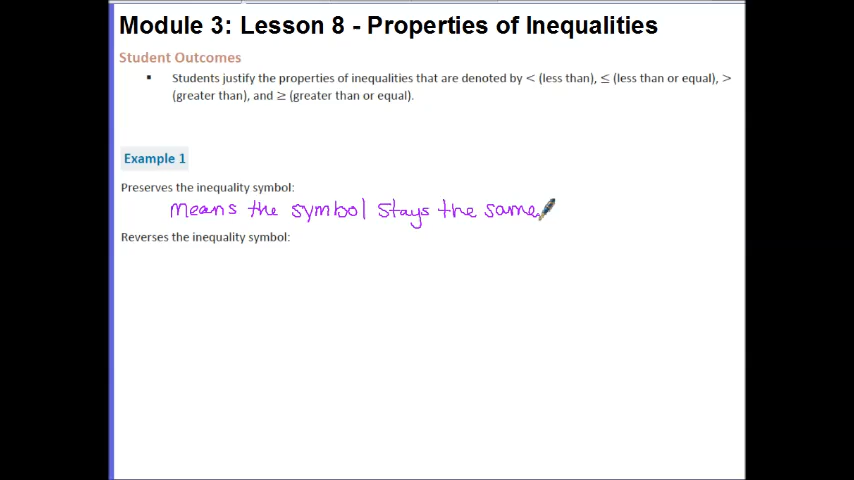 Module 3: Lesson 8 - Properties of Inequalities
Student Outcomes
▪ Students justify the properties of inequalities that are denoted by < (less than), ≤ (less than or equal), >
(greater than), and ≥ (greater than or equal).
Example 1
Preserves the inequality symbol:
Means the symbol stays the same
Reverses the inequality symbol: